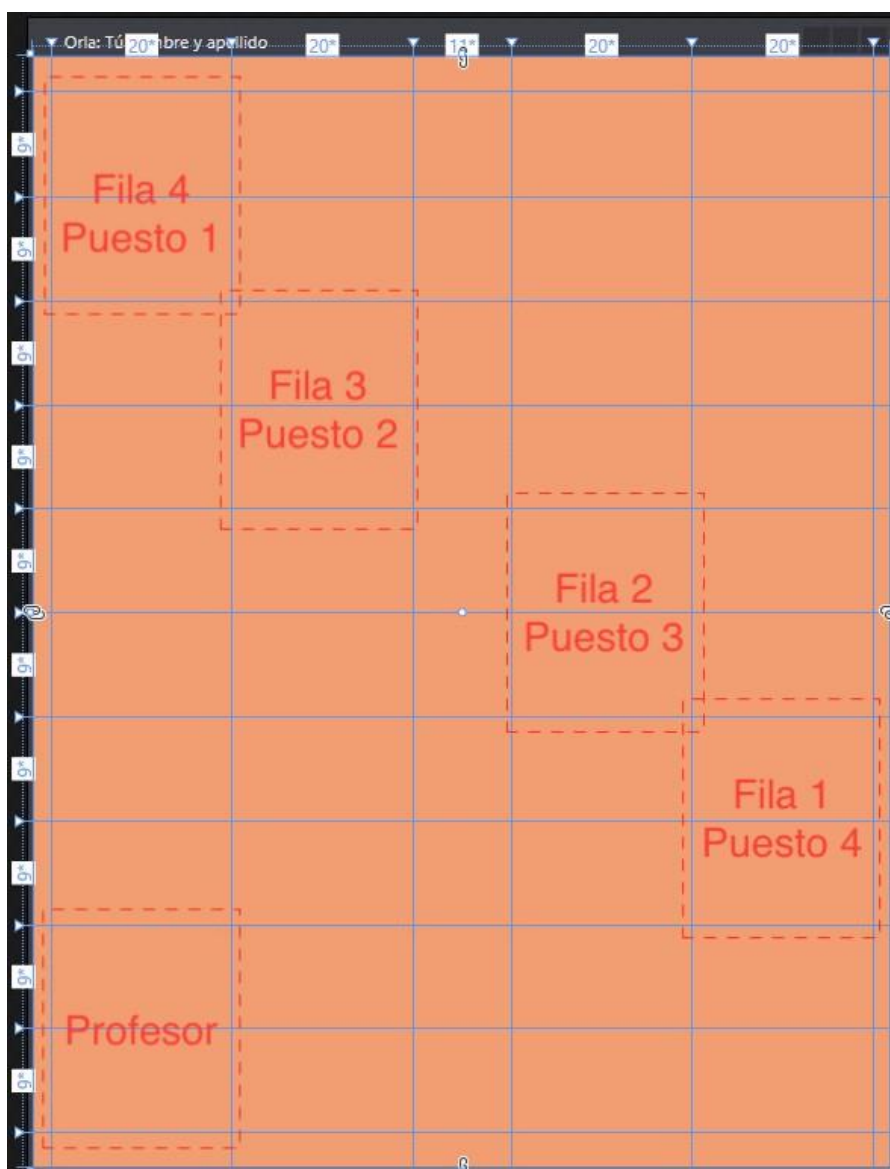 Orla: Tú nombre y apellido
20* 20* 11* 20* 20*
9*
Fila 4
Puesto 1
9*
9*
Fila 3
Puesto 2
9*
9*
Fila 2
Puesto 3
9*
9*
Fila 1
Puesto 4
9*
9*
Profesor
9*